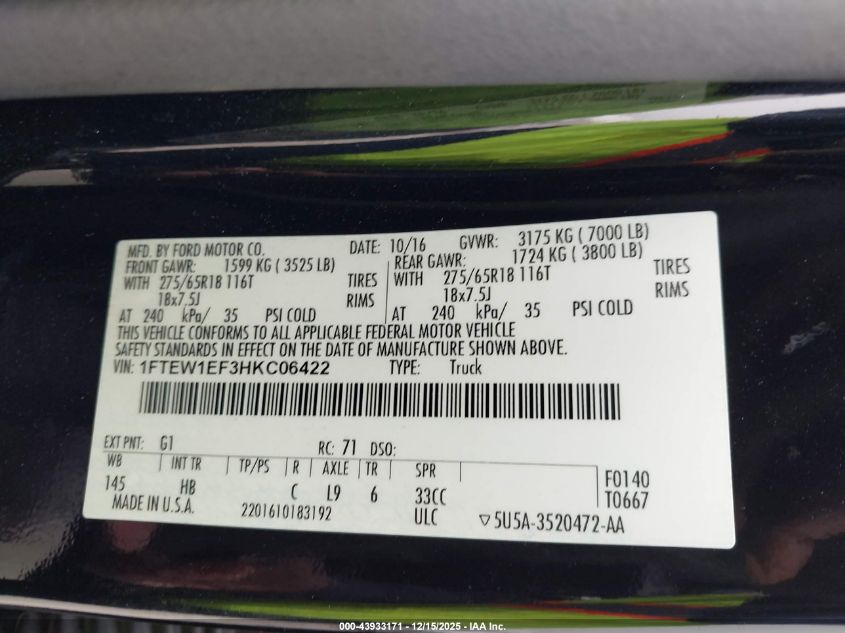 MFD. BY FORD MOTOR CO. DATE: 10/16 GVWR: 3175 KG ( 7000 LB)
FRONT GAWR: 1599 KG ( 3525 LB) REAR GAWR: 1724 KG ( 3800 LB)
WITH 275/65R18 116T TIRES WITH 275/65R18 116T TIRES
18x7.5J RIMS 18x7.5J RIMS
AT 240 kPa/ 35 PSI COLD AT 240 kPa/ 35 PSI COLD
THIS VEHICLE CONFORMS TO ALL APPLICABLE FEDERAL MOTOR VEHICLE
SAFETY STANDARDS IN EFFECT ON THE DATE OF MANUFACTURE SHOWN ABOVE.
VIN: 1FTEW1EF3HKC06422 TYPE: Truck
EXT PNT: G1 RC: 71 DSO:
WB INT TR TP/PS R AXLE TR SPR F0140
145 HB C L9 6 33CC T0667
MADE IN U.S.A. 2201610183192 ULC ▽5U5A-3520472-AA
000-43933171 - 12/15/2025 - IAA Inc.